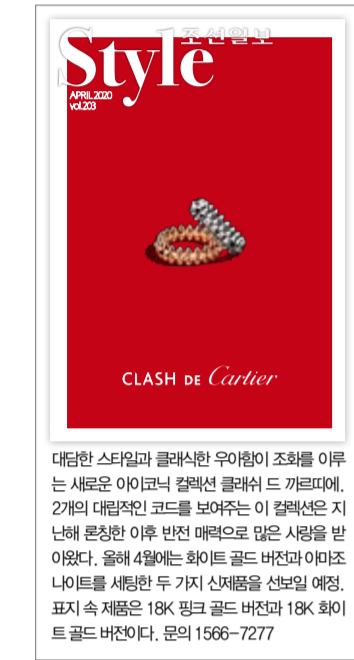 Style 조선일보
APRIL 2020
vol.203
CLASH DE Cartier
대담한 스타일과 클래식한 우아함이 조화를 이루
는 새로운 아이코닉 컬렉션 클래쉬 드 까르띠에.
2개의 대립적인 코드를 보여주는 이 컬렉션은 지
난해 론칭한 이후 반전 매력으로 많은 사랑을 받
아왔다. 올해 4월에는 화이트 골드 버전과 아마조
나이트를 세팅한 두 가지 신제품을 선보일 예정.
표지 속 제품은 18K 핑크 골드 버전과 18K 화이
트 골드 버전이다. 문의 1566-7277